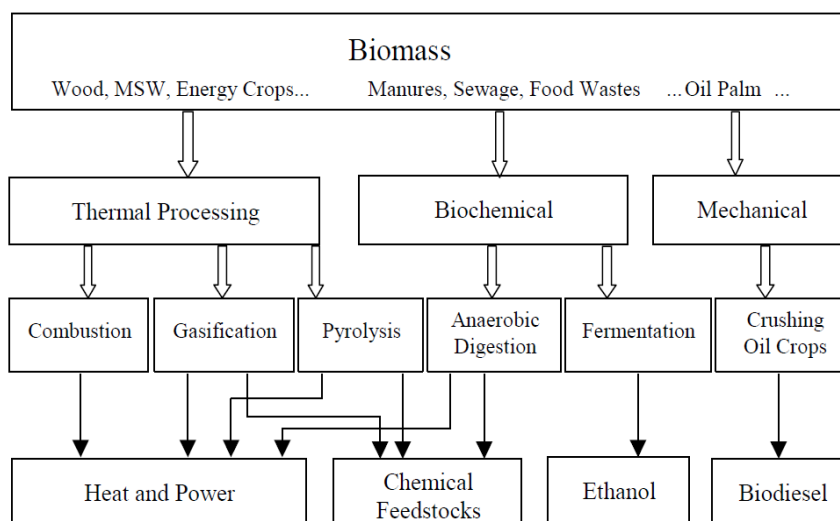 Biomass
Wood, MSW, Energy Crops...
Manures, Sewage, Food Wastes
...Oil Palm ...
Thermal Processing
Biochemical
Mechanical
Combustion
Gasification
Pyrolysis
Anaerobic
Digestion
Fermentation
Crushing
Oil Crops
Heat and Power
Chemical
Feedstocks
Ethanol
Biodiesel